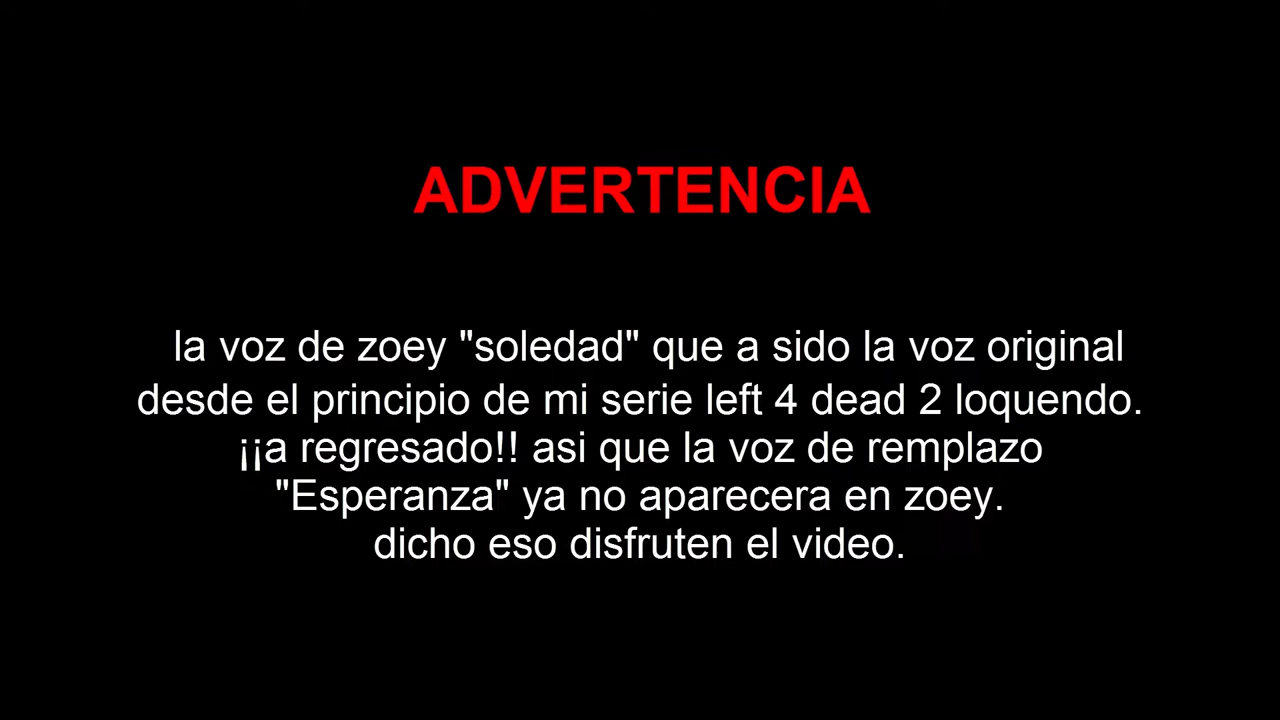 ADVERTENCIA
la voz de zoey "soledad" que a sido la voz original
desde el principio de mi serie left 4 dead 2 loquendo.
¡¡a regresado!! asi que la voz de remplazo
"Esperanza" ya no aparecera en zoey.
dicho eso disfruten el video.